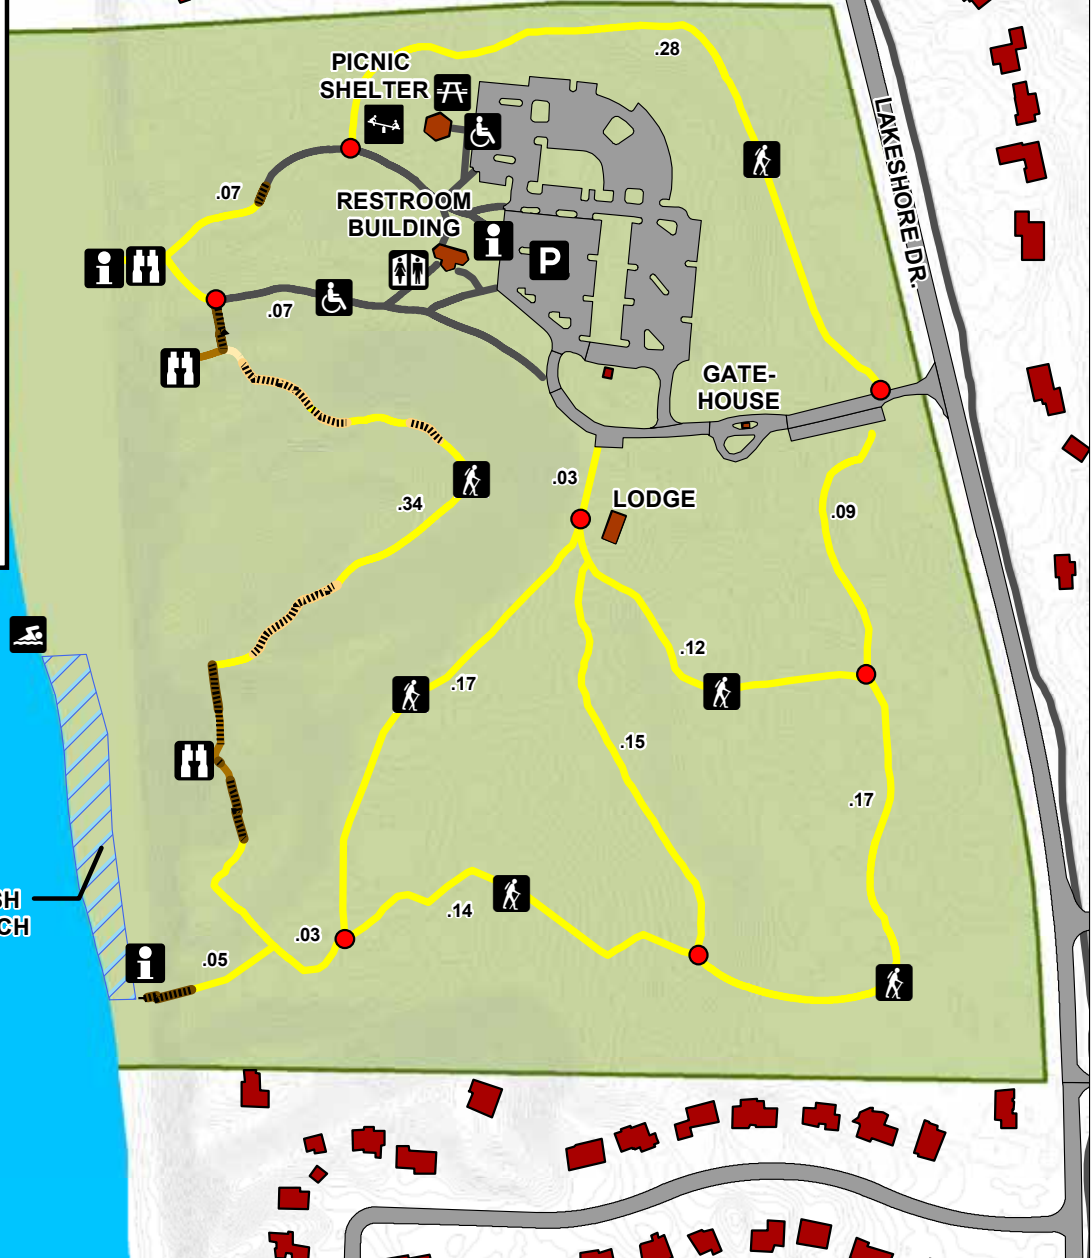 .28
PICNIC
SHELTER
LAKESHORE DR.
.07
RESTROOM
BUILDING
P
.07
GATE-
HOUSE
.03
LODGE
.34
.09
.12
.17
.15
.17
.14
.03
.05
SH
CH